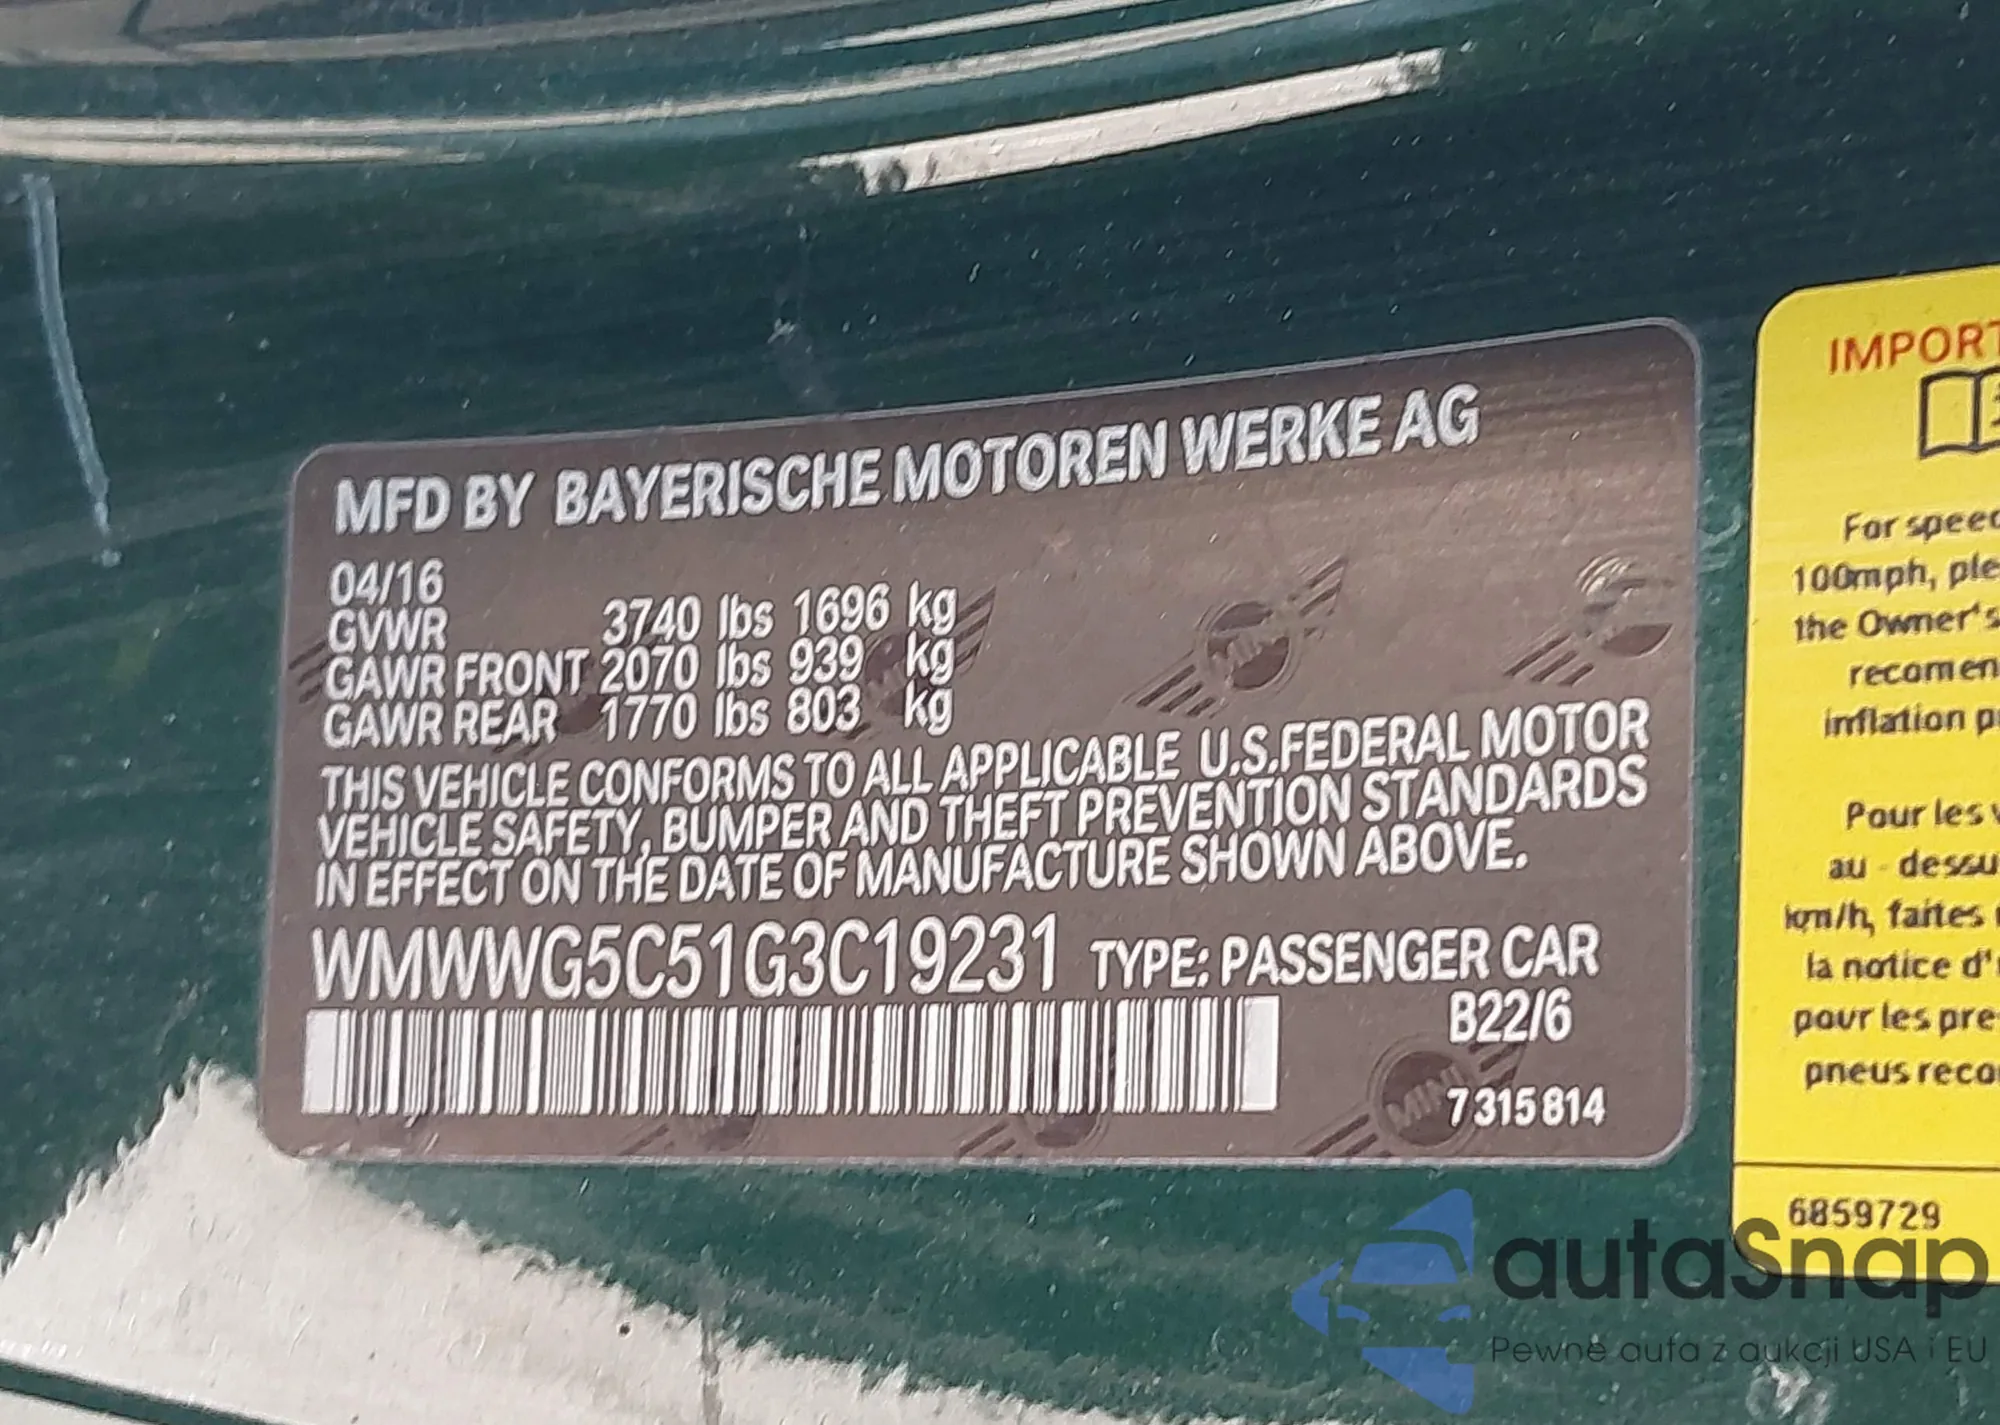 MFD BY BAYERISCHE MOTOREN WERKE AG
04/16
GVWR 3740 lbs 1696 kg
GAWR FRONT 2070 lbs 939 kg
GAWR REAR 1770 lbs 803 kg
THIS VEHICLE CONFORMS TO ALL APPLICABLE U.S.FEDERAL MOTOR
VEHICLE SAFETY, BUMPER AND THEFT PREVENTION STANDARDS
IN EFFECT ON THE DATE OF MANUFACTURE SHOWN ABOVE.
WMWWG5C51G3C19231 TYPE: PASSENGER CAR
B22/6
MINI
7315814
IMPORT
For speed
100mph, ple
the Owner's
recomen
inflation p
Pour les v
au - dessu
km/h, faites
la notice d'
pour les pre
pneus reco
6859729
autaSnap
Pewne auta z aukcji USA i EU